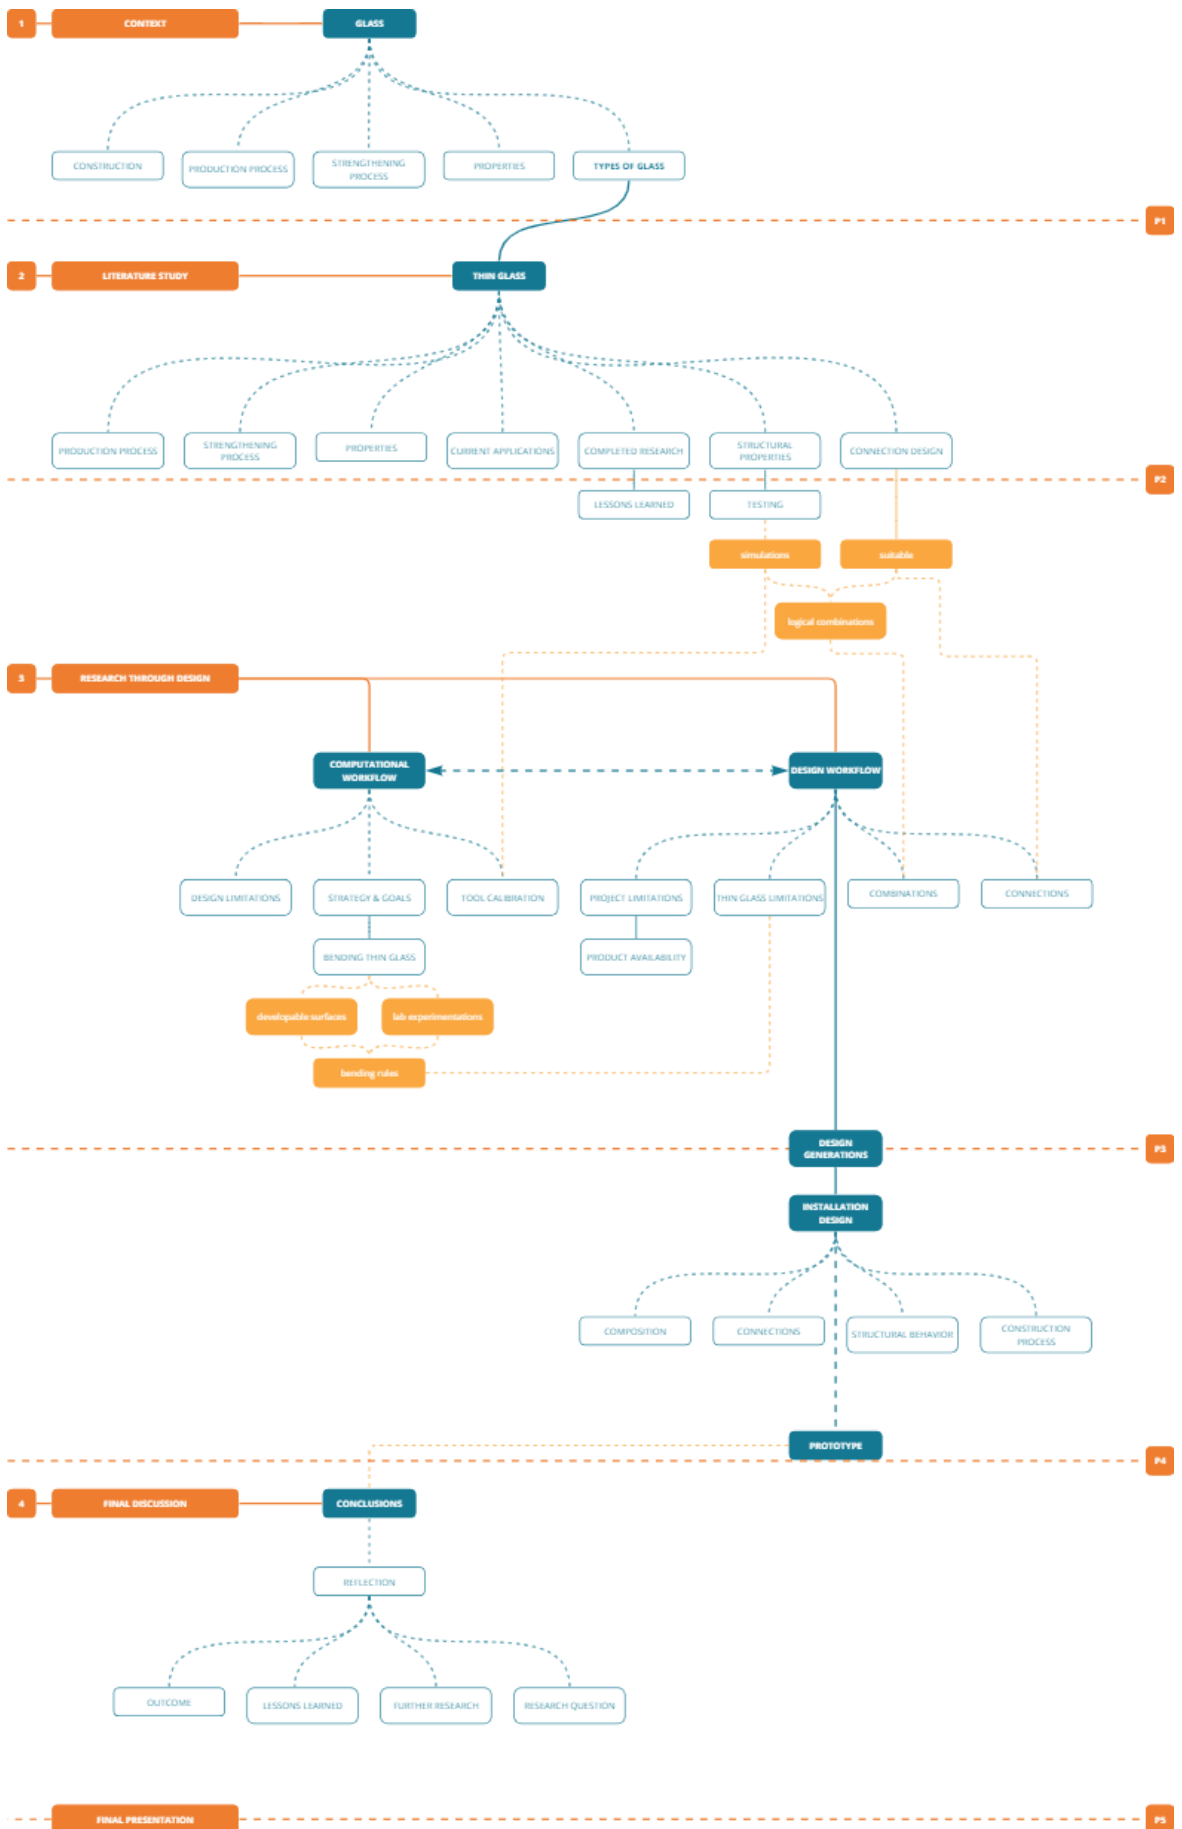 1
CONTEXT
GLASS
CONSTRUCTION
PRODUCTION PROCESS
STRENGTHENING
PROCESS
PROPERTIES
TYPES OF GLASS
P1
2
LITERATURE STUDY
THIN GLASS
PRODUCTION PROCESS
STRENGTHENING
PROCESS
PROPERTIES
CURRENT APPLICATIONS
COMPLETED RESEARCH
STRUCTURAL
PROPERTIES
CONNECTION DESIGN
P2
LESSONS LEARNED
TESTING
simulations
suitable
logical combinations
3
RESEARCH THROUGH DESIGN
COMPUTATIONAL
WORKFLOW
DESIGN WORKFLOW
DESIGN LIMITATIONS
STRATEGY & GOALS
TOOL CALIBRATION
PROJECT LIMITATIONS
THIN GLASS LIMITATIONS
COMBINATIONS
CONNECTIONS
BENDING THIN GLASS
PRODUCT AVAILABILITY
developable surfaces
lab experimentations
bending rules
DESIGN
GENERATIONS
P3
INSTALLATION
DESIGN
COMPOSITION
CONNECTIONS
STRUCTURAL BEHAVIOR
CONSTRUCTION
PROCESS
PROTOTYPE
P4
4
FINAL DISCUSSION
CONCLUSIONS
REFLECTION
OUTCOME
LESSONS LEARNED
FURTHER RESEARCH
RESEARCH QUESTION
FINAL PRESENTATION
P5